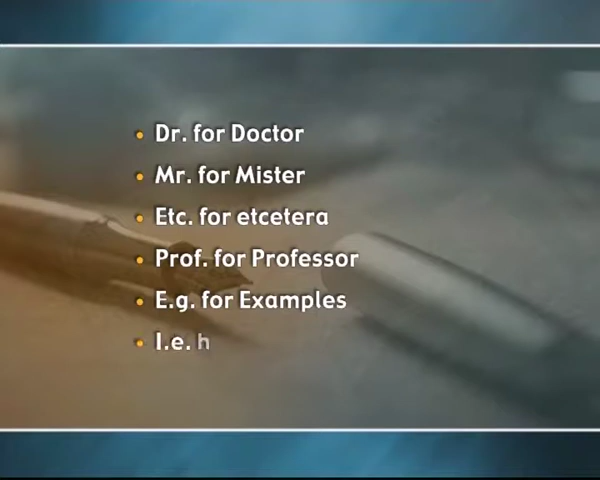 • Dr. for Doctor
• Mr. for Mister
• Etc. for etcetera
• Prof. for Professor
• E.g. for Examples
• I.e. h